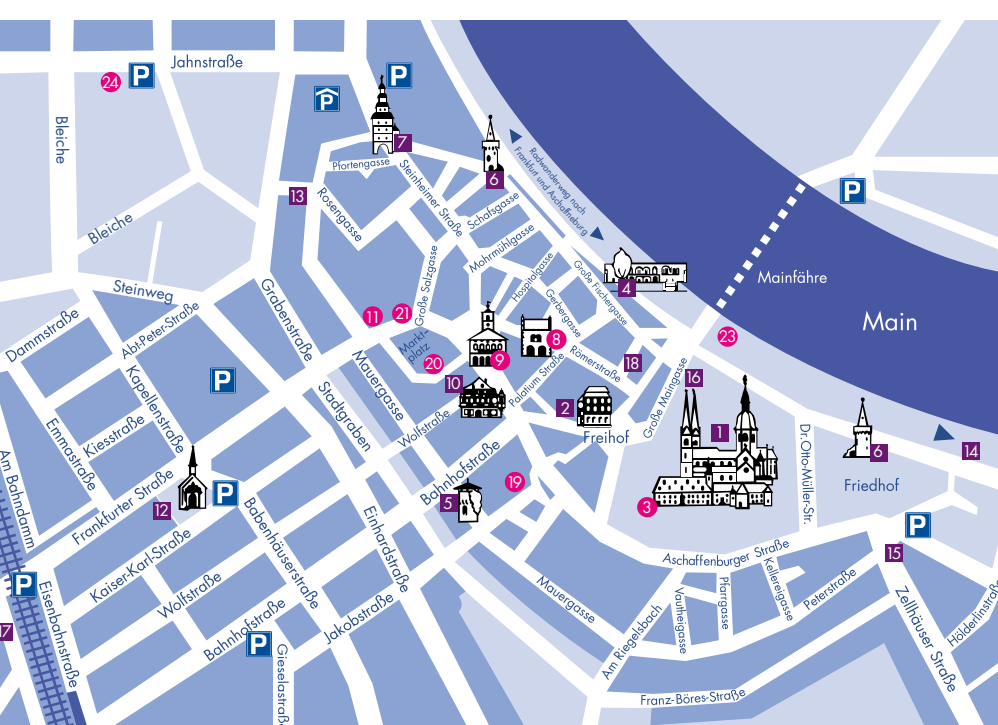 Jahnstraße
24
P
P
P
Bleiche
7
Pfortengasse
Radwanderweg nach
Frankfurt und Aschaffenburg
6
13
Rosengasse
Steinheimer Straße
Schafsgasse
P
Bleiche
Mohrmühlgasse
Große Salzgasse
Hospitalgasse
Große Fischergasse
Gerbergasse
4
Mainfähre
Main
Steinweg
Dammstraße
Abt-Peter-Straße
Grabenstraße
11
21
Markt-
platz
20
9
8
Römerstraße
18
23
Palatium Straße
10
2
Freihof
Große Maingasse
16
1
3
Mauergasse
Stadtgraben
Wolfstraße
P
Kapellenstraße
Kiesstraße
Emmastraße
Am Bahndamm
Frankfurter Straße
12
P
Bahnhofstraße
5
19
Dr.Otto-Müller-Str.
6
14
Friedhof
P
15
Aschaffenburger Straße
Babenhäuserstraße
Einhardstraße
Kaiser-Karl-Straße
Wolfstraße
Bahnhofstraße
P
Jakobstraße
Gieselastraß
P
Eisenbahnstraße
17
Mauergasse
Am Riegelsbach
Vautheigasse
Pfarrgasse
Kellereigasse
Peterstraße
Zellhäuser Straße
Hölderlinstraß
Franz-Böres-Straße